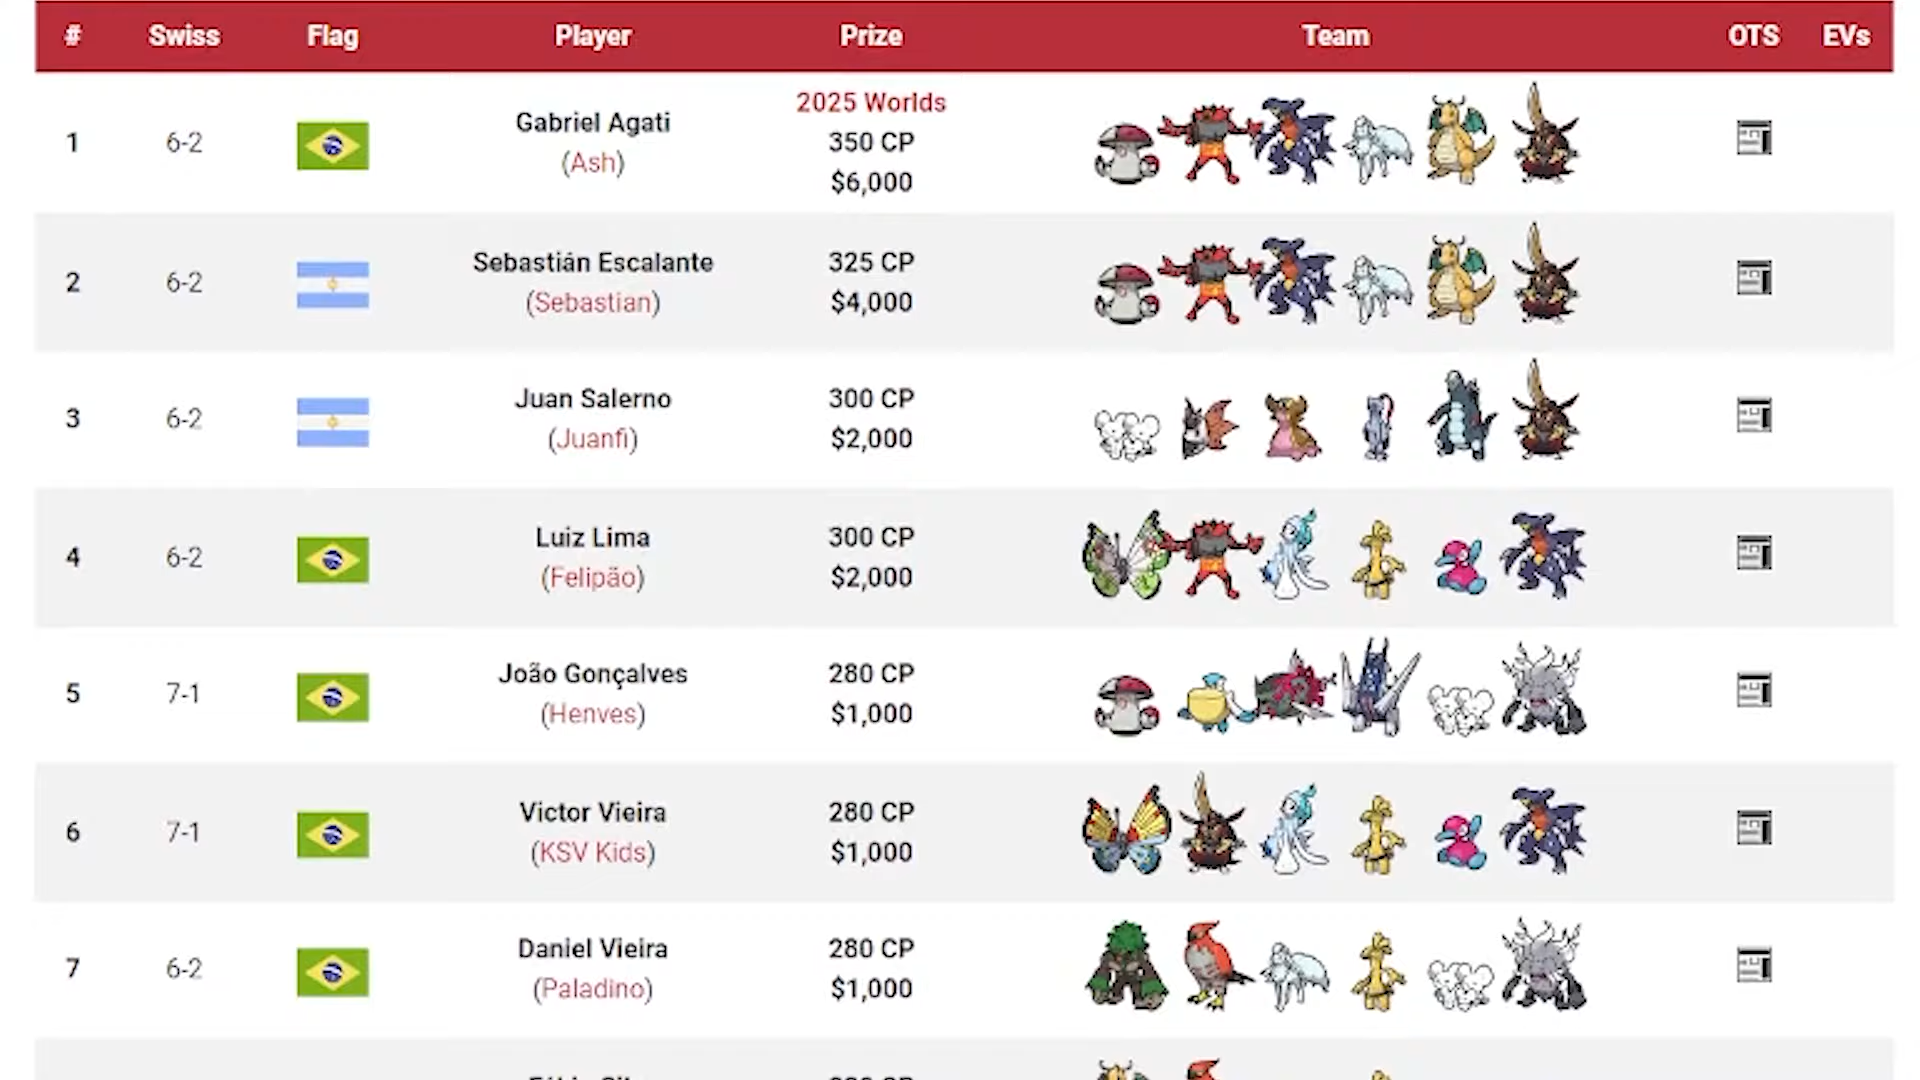 # Swiss Flag Player Prize Team OTS EVs
2025 Worlds
1 6-2 Gabriel Agati 350 CP
(Ash) $6,000
2 6-2 Sebastián Escalante 325 CP
(Sebastian) $4,000
3 6-2 Juan Salerno 300 CP
(Juanfi) $2,000
4 6-2 Luiz Lima 300 CP
(Felipão) $2,000
5 7-1 João Gonçalves 280 CP
(Henves) $1,000
6 7-1 Victor Vieira 280 CP
(KSV Kids) $1,000
7 6-2 Daniel Vieira 280 CP
(Paladino) $1,000